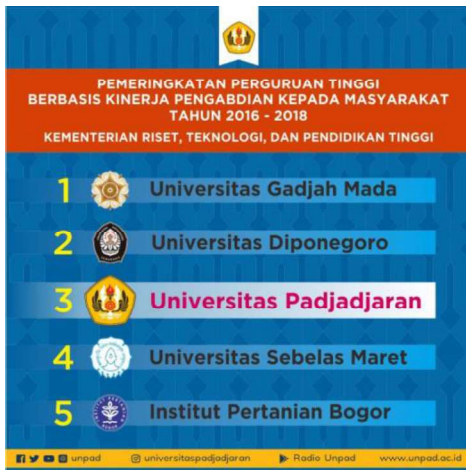 PEMERINGKATAN PERGURUAN TINGGI
BERBASIS KINERJA PENGABDIAN KEPADA MASYARAKAT
TAHUN 2016 - 2018
KEMENTERIAN RISET, TEKNOLOGI, DAN PENDIDIKAN TINGGI
1 Universitas Gadjah Mada
2 Universitas Diponegoro
3 Universitas Padjadjaran
4 Universitas Sebelas Maret
5 Institut Pertanian Bogor
unpad universitaspadjadjaran Radio Unpad www.unpad.ac.id